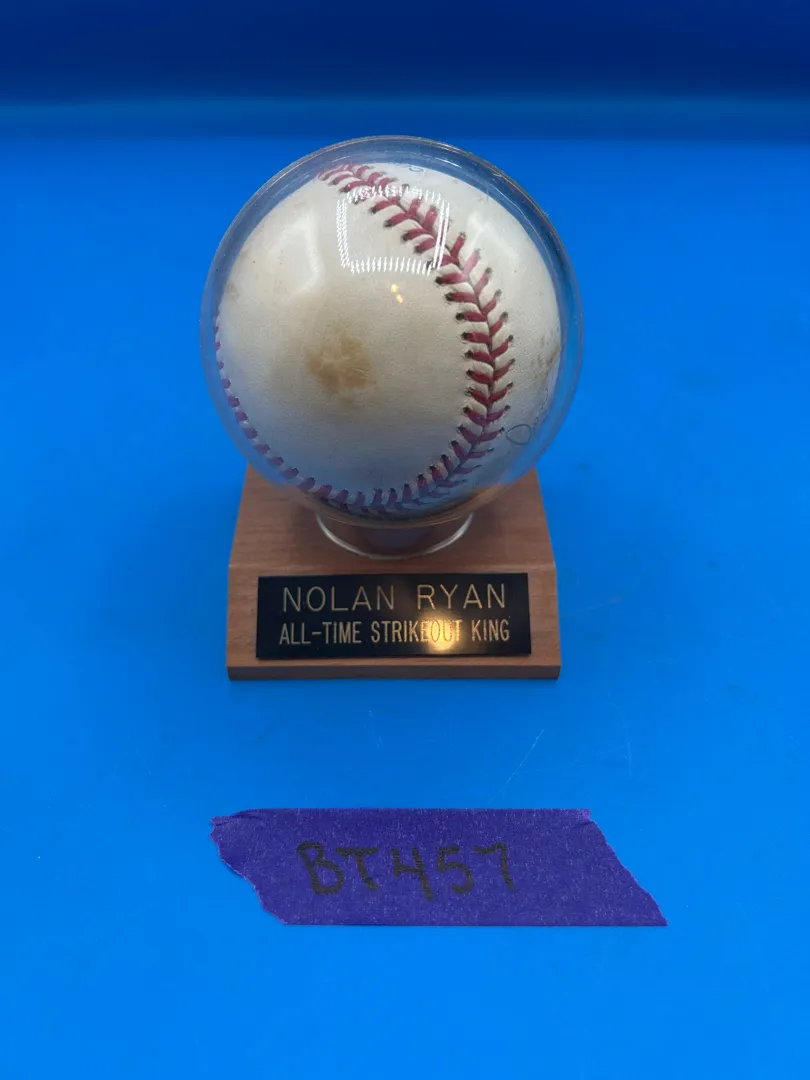 NOLAN RYAN
ALL-TIME STRIKEOUT KING
BT457